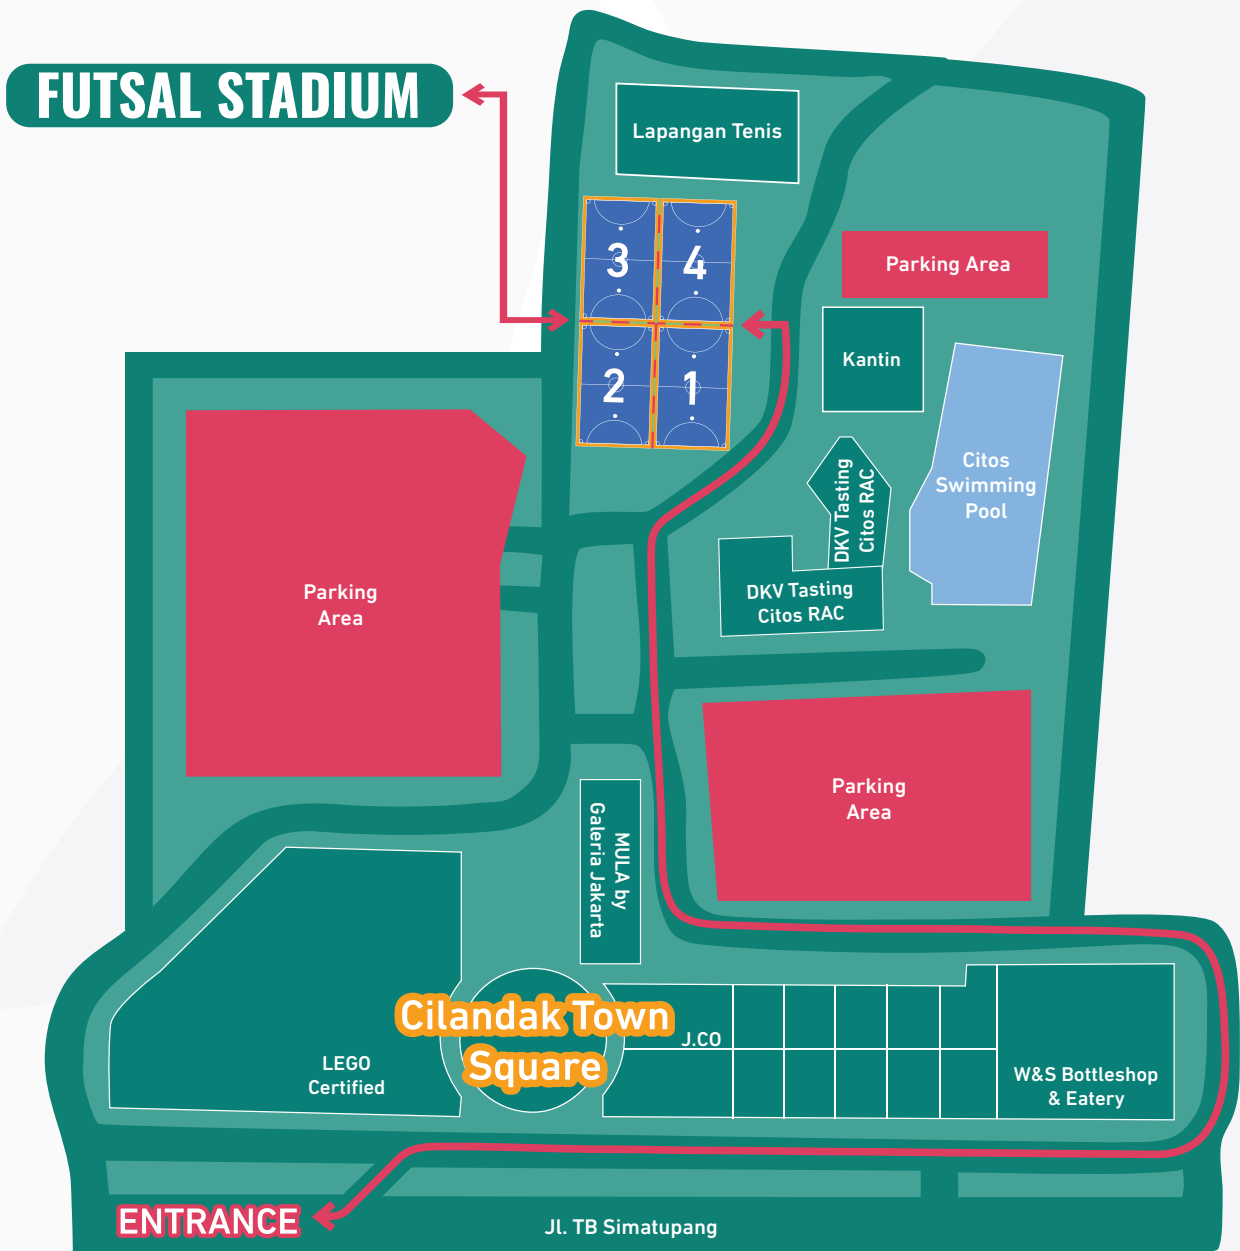 FUTSAL STADIUM
Lapangan Tenis
3
4
2
1
Parking Area
Kantin
Citos
Swimming
Pool
DKV Tasting
Citos RAC
DKV Tasting
Citos RAC
Parking
Area
Parking
Area
MULA by
Galeria Jakarta
Cilandak Town
Square
J.CO
LEGO
Certified
W&S Bottleshop
& Eatery
ENTRANCE
Jl. TB Simatupang